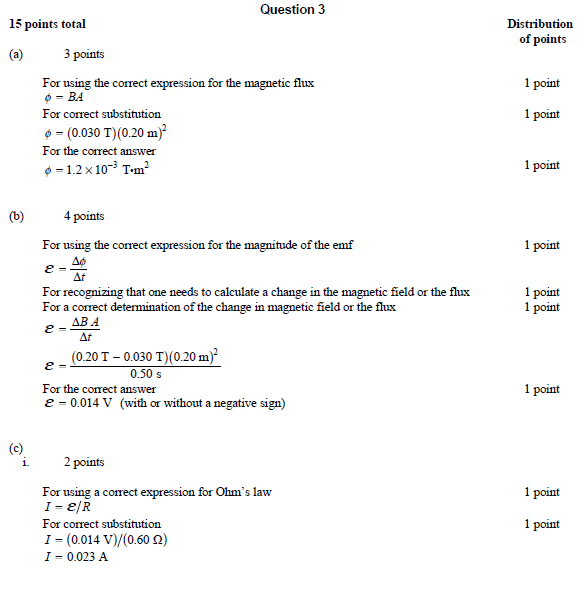 Question 3
15 points total Distribution
of points
(a) 3 points
For using the correct expression for the magnetic flux 1 point
ϕ = BA
For correct substitution 1 point
ϕ = (0.030 T)(0.20 m)²
For the correct answer
ϕ = 1.2 × 10⁻³ T•m² 1 point
(b) 4 points
For using the correct expression for the magnitude of the emf 1 point
ε = Δϕ/Δt
For recognizing that one needs to calculate a change in the magnetic field or the flux 1 point
For a correct determination of the change in magnetic field or the flux 1 point
ε = ΔB A/Δt
ε = (0.20 T − 0.030 T)(0.20 m)²/0.50 s
For the correct answer 1 point
ε = 0.014 V (with or without a negative sign)
(c)
i. 2 points
For using a correct expression for Ohm's law 1 point
I = ε/R
For correct substitution 1 point
I = (0.014 V)/(0.60 Ω)
I = 0.023 A